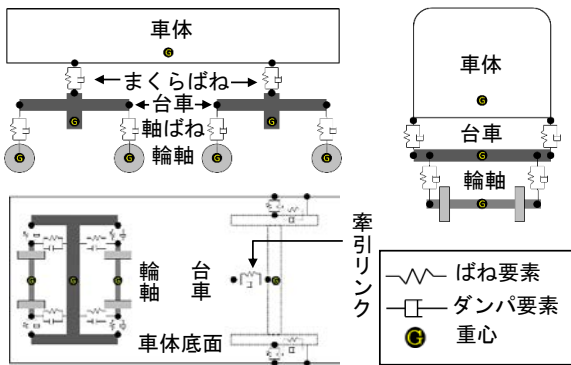 車体
G
まくらばね
台車
軸ばね
輪軸
G G
G G G G
車体
G
台車
G
輪軸
G
輪軸
台車
G G G G
車体底面
牽引リンク
ばね要素
ダンパ要素
G 重心